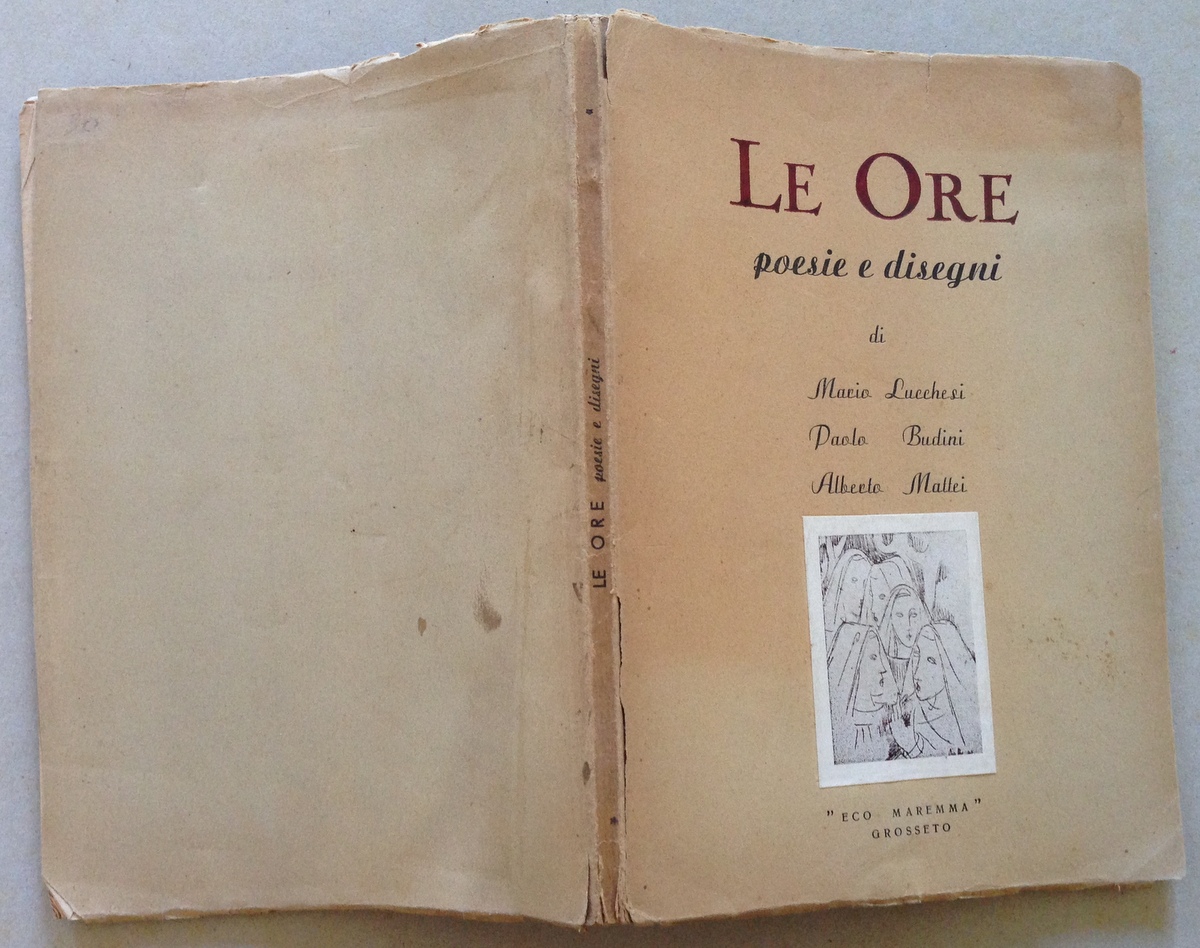 LE ORE
poesie e disegni
di
Mario Lucchesi
Paolo Budini
Alberto Mattei
"ECO MAREMMA"
GROSSETO
LE ORE poesie e disegni